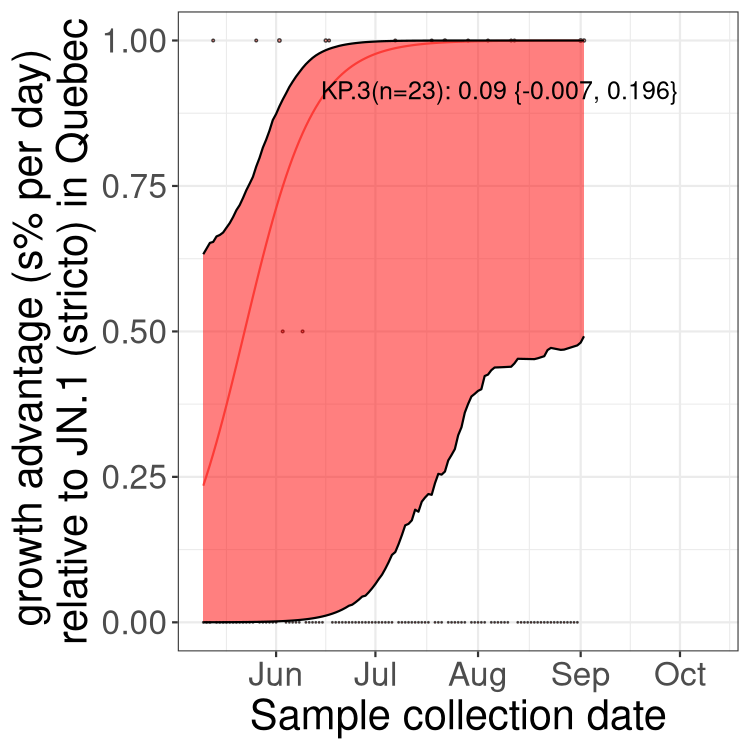 growth advantage (s% per day)
relative to JN.1 (stricto) in Quebec
1.00
0.75
0.50
0.25
0.00
KP.3(n=23): 0.09 {-0.007, 0.196}
Jun Jul Aug Sep Oct
Sample collection date